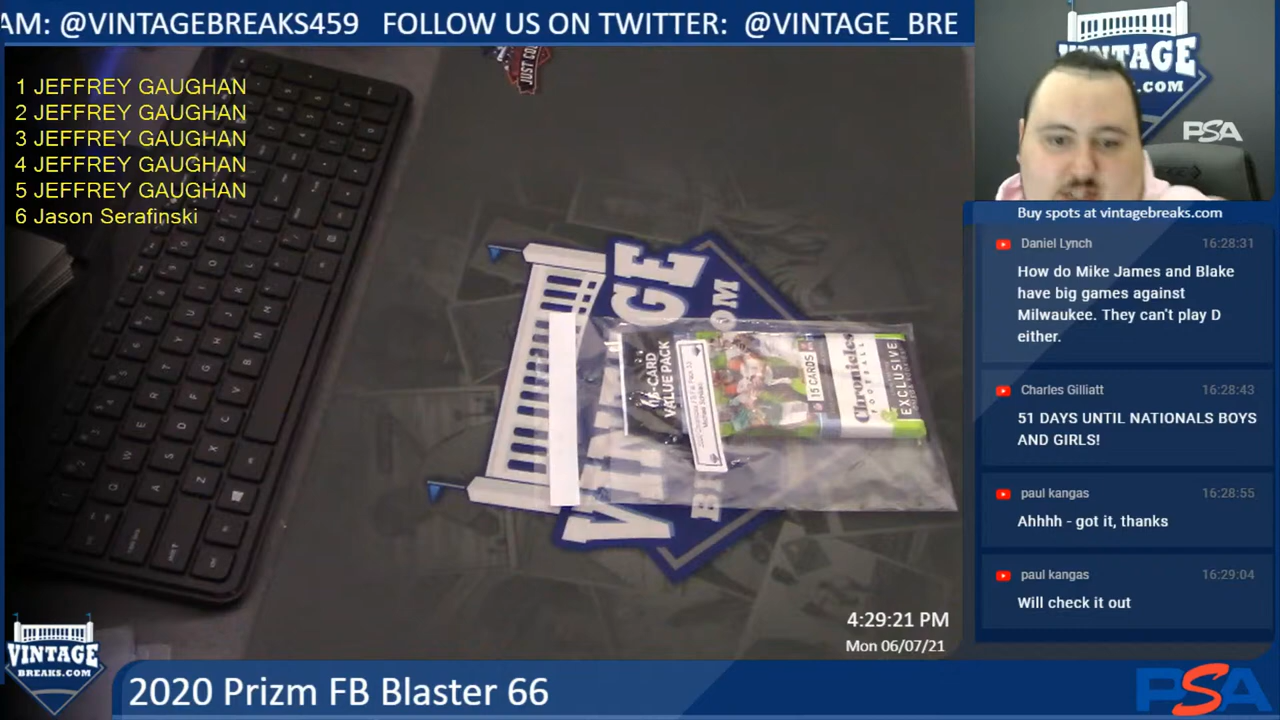 AM: @VINTAGEBREAKS459 FOLLOW US ON TWITTER: @VINTAGE_BRE
1 JEFFREY GAUGHAN
2 JEFFREY GAUGHAN
3 JEFFREY GAUGHAN
4 JEFFREY GAUGHAN
5 JEFFREY GAUGHAN
6 Jason Serafinski
JUST COL
VINTAGE
.COM
PSA
Buy spots at vintagebreaks.com
Daniel Lynch 16:28:31
How do Mike James and Blake
have big games against
Milwaukee. They can't play D
either.
Charles Gilliatt 16:28:43
51 DAYS UNTIL NATIONALS BOYS
AND GIRLS!
paul kangas 16:28:55
Ahhhh - got it, thanks
paul kangas 16:29:04
Will check it out
15-CARD
VALUE PACK
15 CARDS
Chronicles
FOOTBALL
EXCLUSIVE
4:29:21 PM
Mon 06/07/21
VINTAGE
BREAKS.COM
2020 Prizm FB Blaster 66
PSA